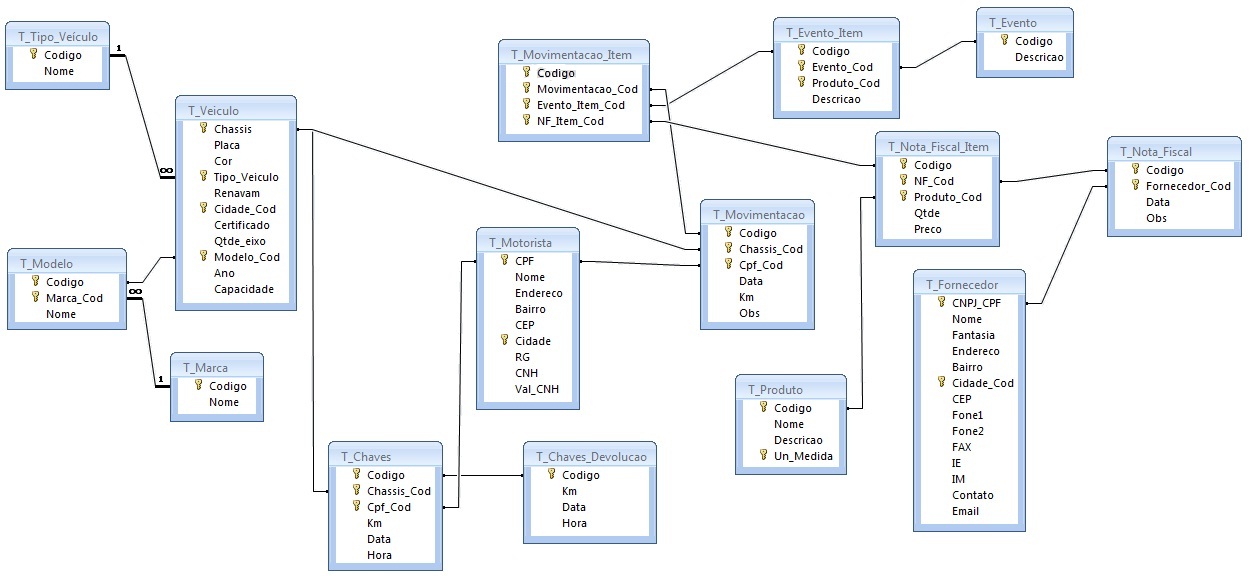 T_Tipo_Veículo
Codigo
Nome
1
∞
T_Veiculo
Chassis
Placa
Cor
Tipo_Veiculo
Renavam
Cidade_Cod
Certificado
Qtde_eixo
Modelo_Cod
Ano
Capacidade
T_Modelo
Codigo
Marca_Cod
Nome
∞
1
T_Marca
Codigo
Nome
T_Movimentacao_Item
Codigo
Movimentacao_Cod
Evento_Item_Cod
NF_Item_Cod
T_Evento_Item
Codigo
Evento_Cod
Produto_Cod
Descricao
T_Evento
Codigo
Descricao
T_Nota_Fiscal_Item
Codigo
NF_Cod
Produto_Cod
Qtde
Preco
T_Nota_Fiscal
Codigo
Fornecedor_Cod
Data
Obs
T_Movimentacao
Codigo
Chassis_Cod
Cpf_Cod
Data
Km
Obs
T_Motorista
CPF
Nome
Endereco
Bairro
CEP
Cidade
RG
CNH
Val_CNH
T_Fornecedor
CNPJ_CPF
Nome
Fantasia
Endereco
Bairro
Cidade_Cod
CEP
Fone1
Fone2
FAX
IE
IM
Contato
Email
T_Produto
Codigo
Nome
Descricao
Un_Medida
T_Chaves
Codigo
Chassis_Cod
Cpf_Cod
Km
Data
Hora
T_Chaves_Devolucao
Codigo
Km
Data
Hora